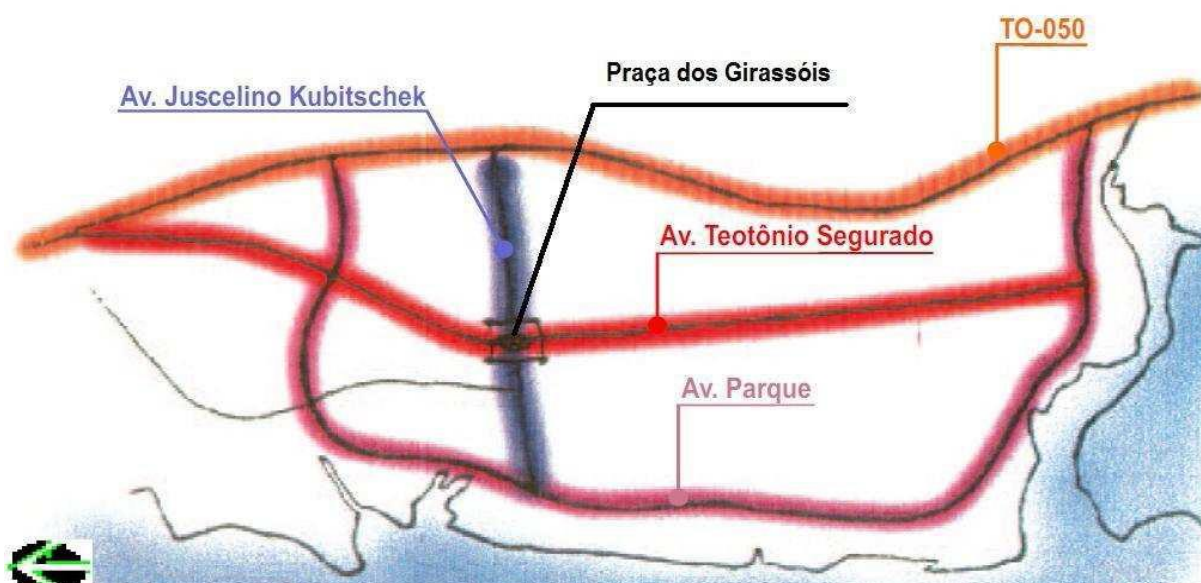 TO-050
Praça dos Girassóis
Av. Juscelino Kubitschek
Av. Teotônio Segurado
Av. Parque